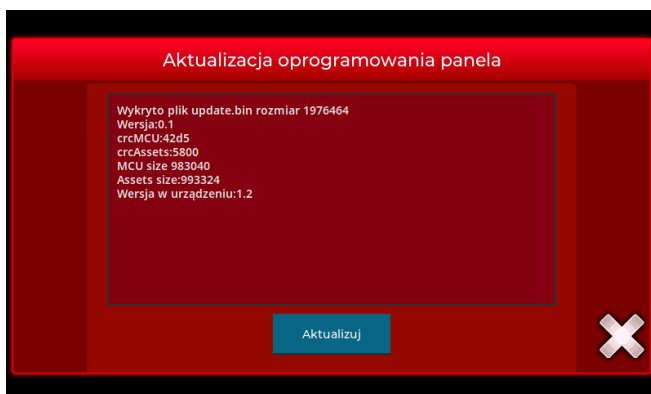 Aktualizacja oprogramowania panela
Wykryto plik update.bin rozmiar 1976464
Wersja:0.1
crcMCU:42d5
crcAssets:5800
MCU size 983040
Assets size:993324
Wersja w urządzeniu:1.2
Aktualizuj